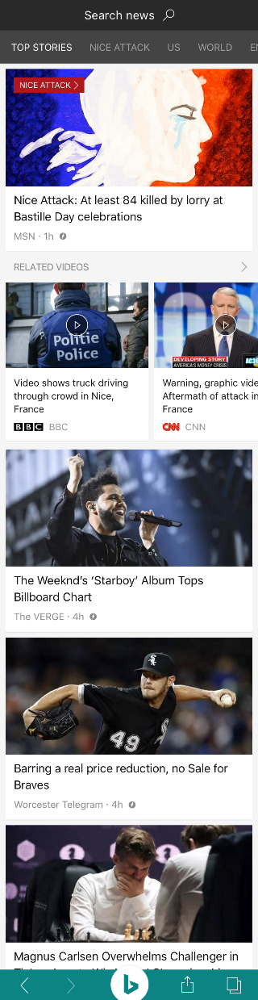 Search news
TOP STORIES
NICE ATTACK
US
WORLD
NICE ATTACK
Nice Attack: At least 84 killed by lorry at
Bastille Day celebrations
MSN · 1h
RELATED VIDEOS
Politie
Police
DEVELOPING STORY
AMERICA'S MONEY CRISIS
Video shows truck driving
through crowd in Nice,
France
BBC BBC
Warning, graphic vide
Aftermath of attack in
France
CNN CNN
The Weeknd's 'Starboy' Album Tops
Billboard Chart
The VERGE · 4h
49
Barring a real price reduction, no Sale for
Braves
Worcester Telegram · 4h
Magnus Carlsen Overwhelms Challenger in